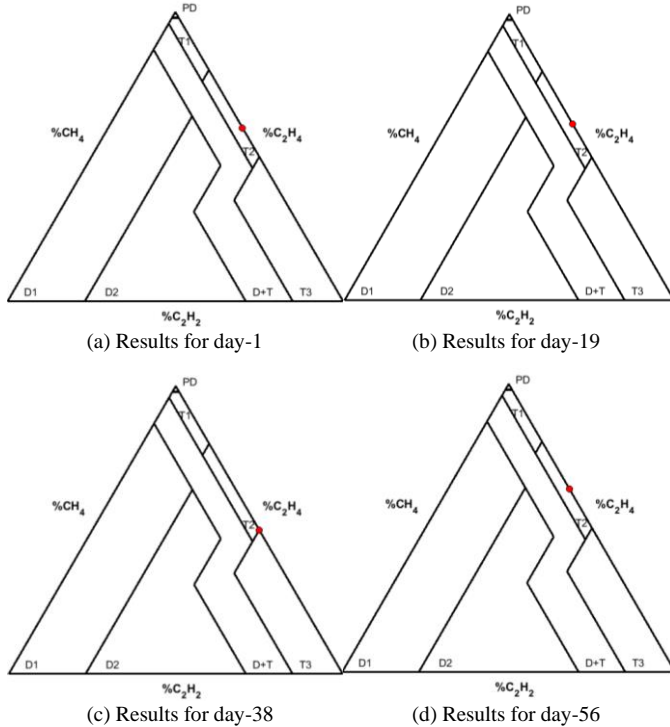 PD
T1
%CH4
%C2H4
T2
D1 D2 D+T T3
%C2H2
(a) Results for day-1
PD
T1
%CH4
%C2H4
T2
D1 D2 D+T T3
%C2H2
(b) Results for day-19
PD
T1
%CH4
%C2H4
T2
D1 D2 D+T T3
%C2H2
(c) Results for day-38
PD
T1
%CH4
%C2H4
T2
D1 D2 D+T T3
%C2H2
(d) Results for day-56